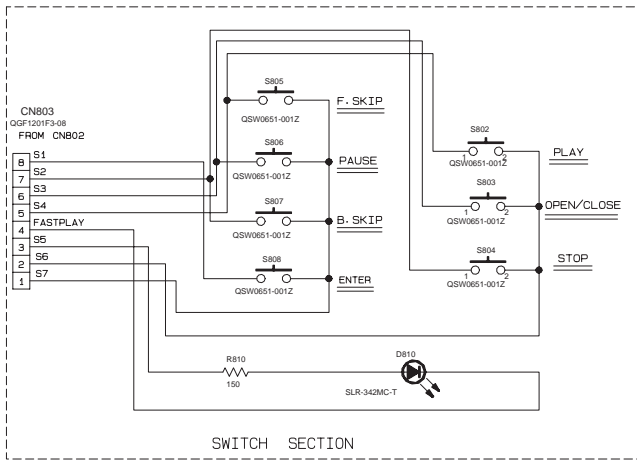 CN803
QGF1201F3-08
FROM CN802
8 S1
7 S2
6 S3
5 S4
4 FASTPLAY
3 S5
2 S6
1 S7
S805
F.SKIP
QSW0651-001Z
S806
PAUSE
QSW0651-001Z
S807
B.SKIP
QSW0651-001Z
S808
ENTER
QSW0651-001Z
S802
1 2
PLAY
QSW0651-001Z
S803
OPEN/CLOSE
1 2
QSW0651-001Z
S804
STOP
1 2
QSW0651-001Z
R810
150
D810
SLR-342MC-T
SWITCH SECTION